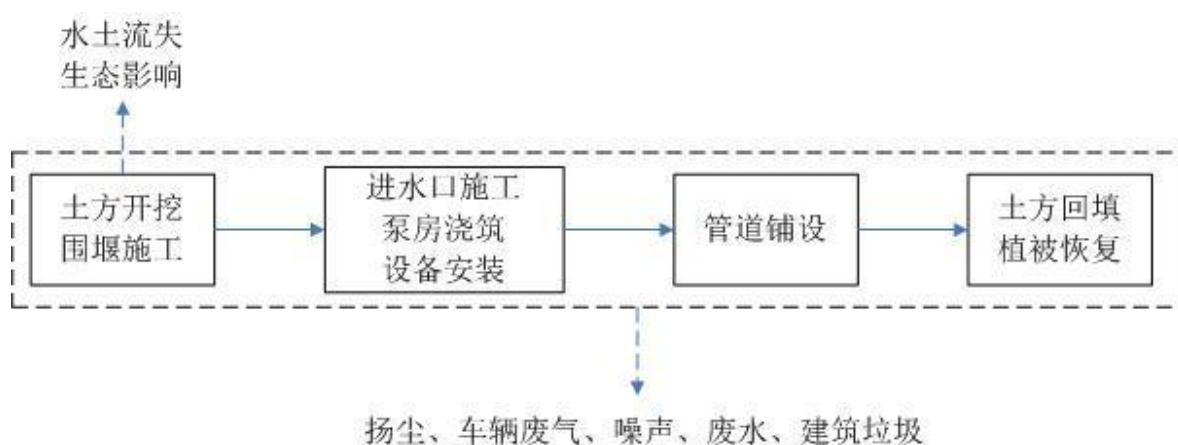 水土流失
生态影响
土方开挖
围堰施工
进水口施工
泵房浇筑
设备安装
管道铺设
土方回填
植被恢复
扬尘、车辆废气、噪声、废水、建筑垃圾